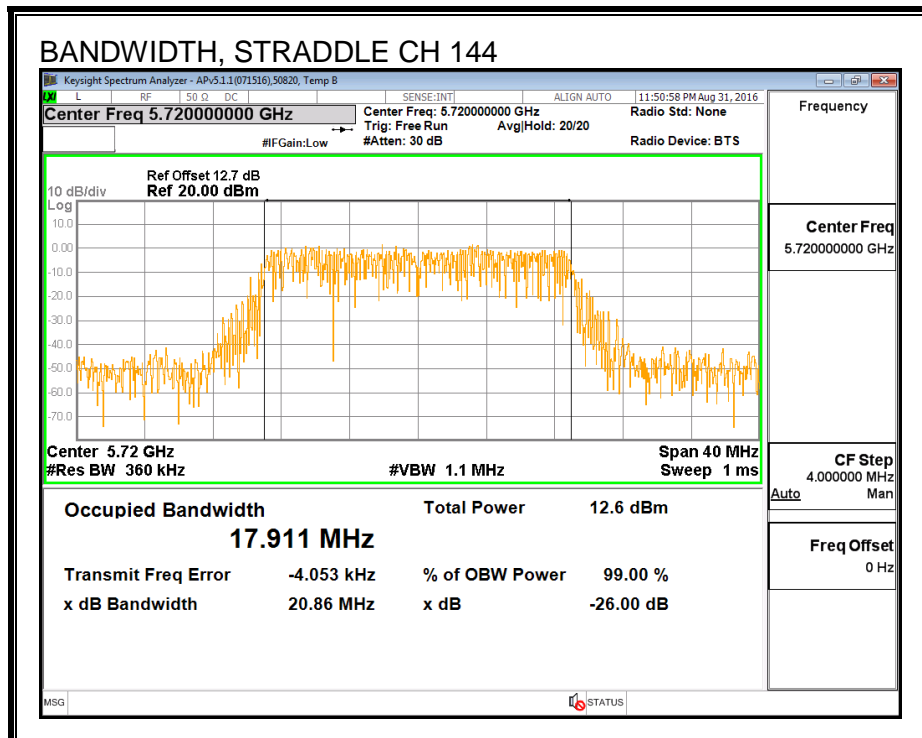 BANDWIDTH, STRADDLE CH 144
Keysight Spectrum Analyzer - APv5.1.1(071516),50820, Temp B
LXI L RF 50 Ω DC SENSE:INT ALIGN AUTO 11:50:58 PM Aug 31, 2016
Center Freq 5.720000000 GHz
Center Freq: 5.720000000 GHz Radio Std: None
Trig: Free Run Avg|Hold: 20/20
#IFGain:Low #Atten: 30 dB Radio Device: BTS
Ref Offset 12.7 dB
10 dB/div Ref 20.00 dBm
Log
10.0
0.00
-10.0
-20.0
-30.0
-40.0
-50.0
-60.0
-70.0
Center 5.72 GHz Span 40 MHz
#Res BW 360 kHz #VBW 1.1 MHz Sweep 1 ms
Occupied Bandwidth Total Power 12.6 dBm
17.911 MHz
Transmit Freq Error -4.053 kHz % of OBW Power 99.00 %
x dB Bandwidth 20.86 MHz x dB -26.00 dB
Frequency
Center Freq
5.720000000 GHz
CF Step
4.000000 MHz
Auto Man
Freq Offset
0 Hz
MSG STATUS